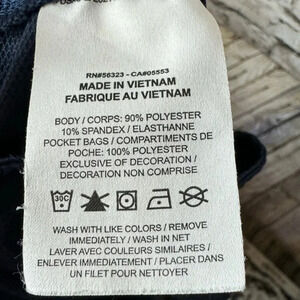 RN#56323 - CA#05553
MADE IN VIETNAM
FABRIQUE AU VIETNAM
BODY / CORPS: 90% POLYESTER
10% SPANDEX / ELASTHANNE
POCKET BAGS / COMPARTIMENTS DE
POCHE: 100% POLYESTER
EXCLUSIVE OF DECORATION /
DECORATION NON COMPRISE
30C
WASH WITH LIKE COLORS / REMOVE
IMMEDIATELY / WASH IN NET
LAVER AVEC COULEURS SIMILAIRES /
ENLEVER IMMEDIATEMENT / PLACER DANS
UN FILET POUR NETTOYER